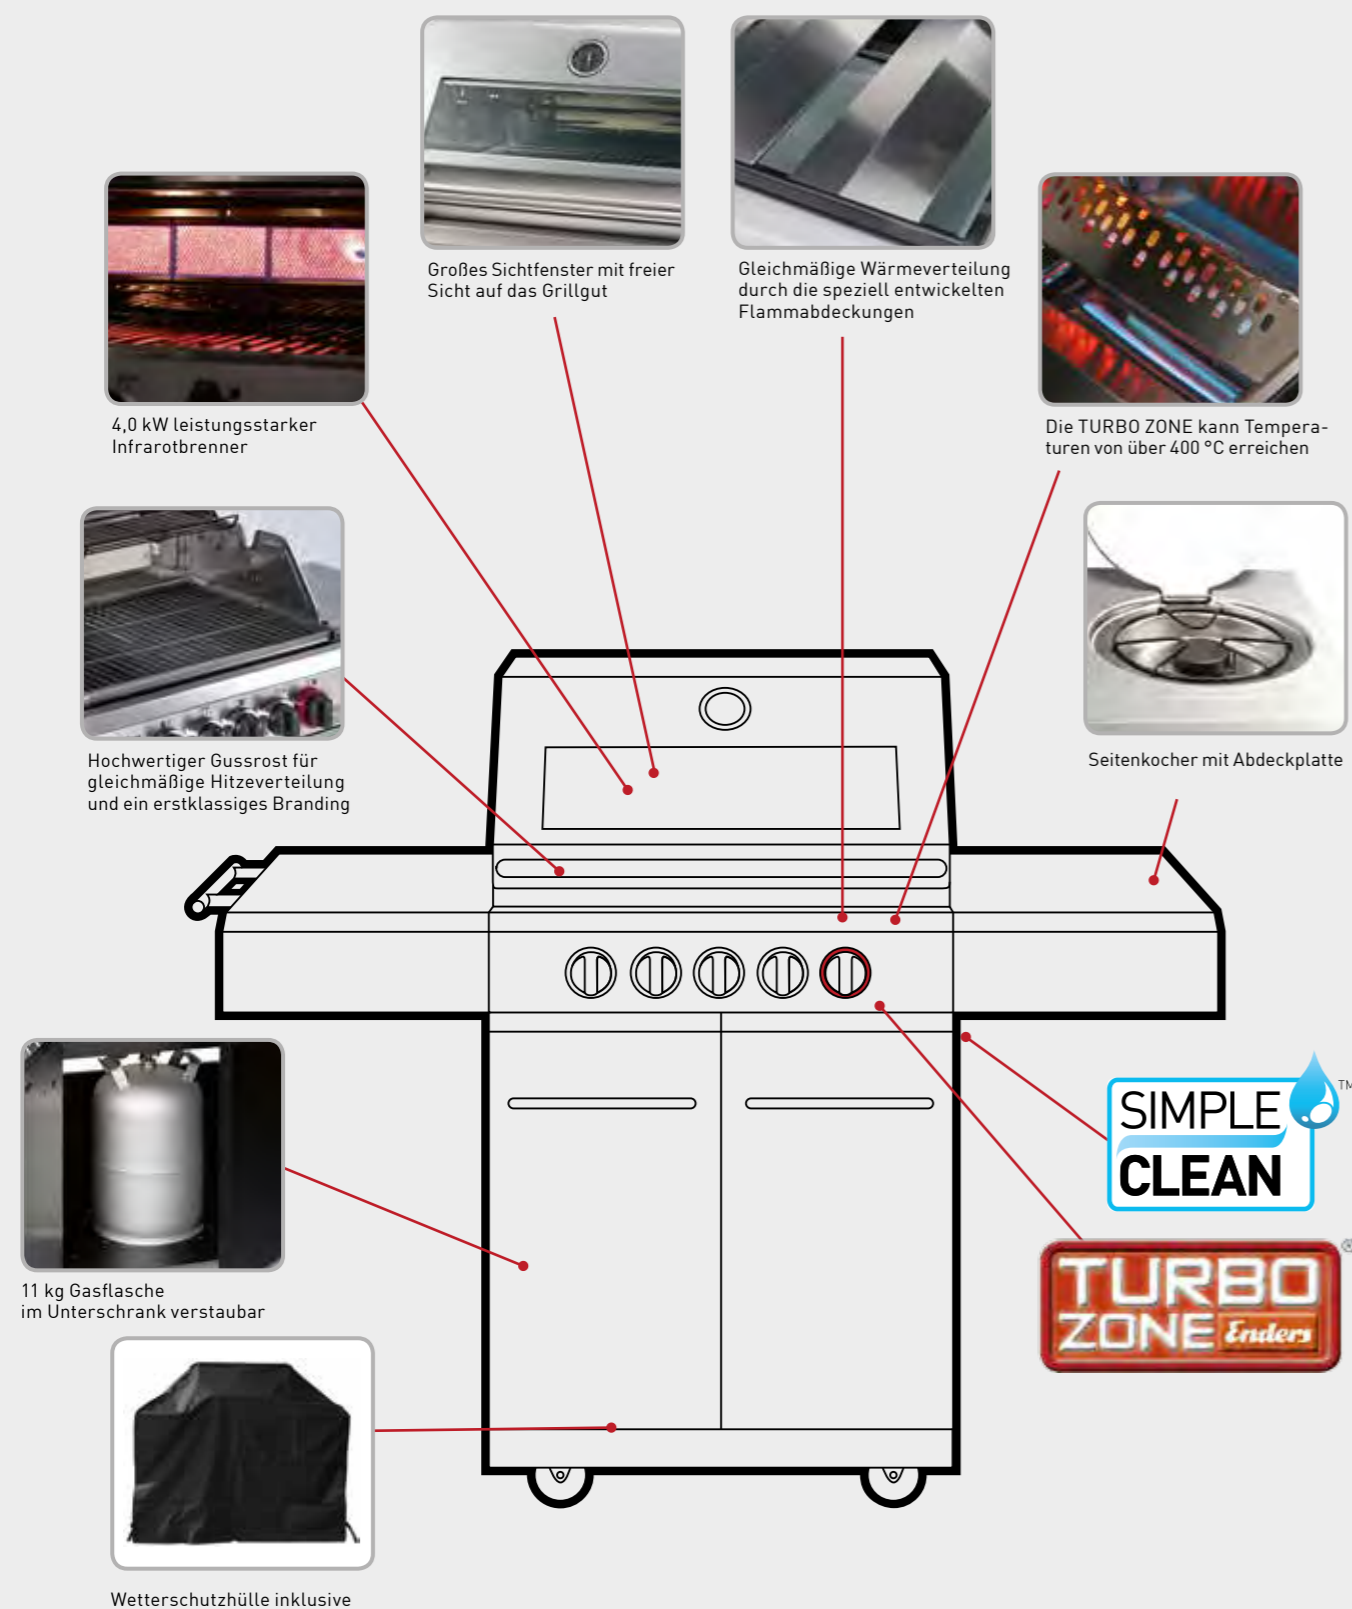 Großes Sichtfenster mit freier
Sicht auf das Grillgut
Gleichmäßige Wärmeverteilung
durch die speziell entwickelten
Flammabdeckungen
4,0 kW leistungsstarker
Infrarotbrenner
Die TURBO ZONE kann Tempera-
turen von über 400 °C erreichen
Hochwertiger Gussrost für
gleichmäßige Hitzeverteilung
und ein erstklassiges Branding
Seitenkocher mit Abdeckplatte
SIMPLE
CLEAN
TM
TURBO
ZONE Enders
®
11 kg Gasflasche
im Unterschrank verstaubar
Wetterschutzhülle inklusive